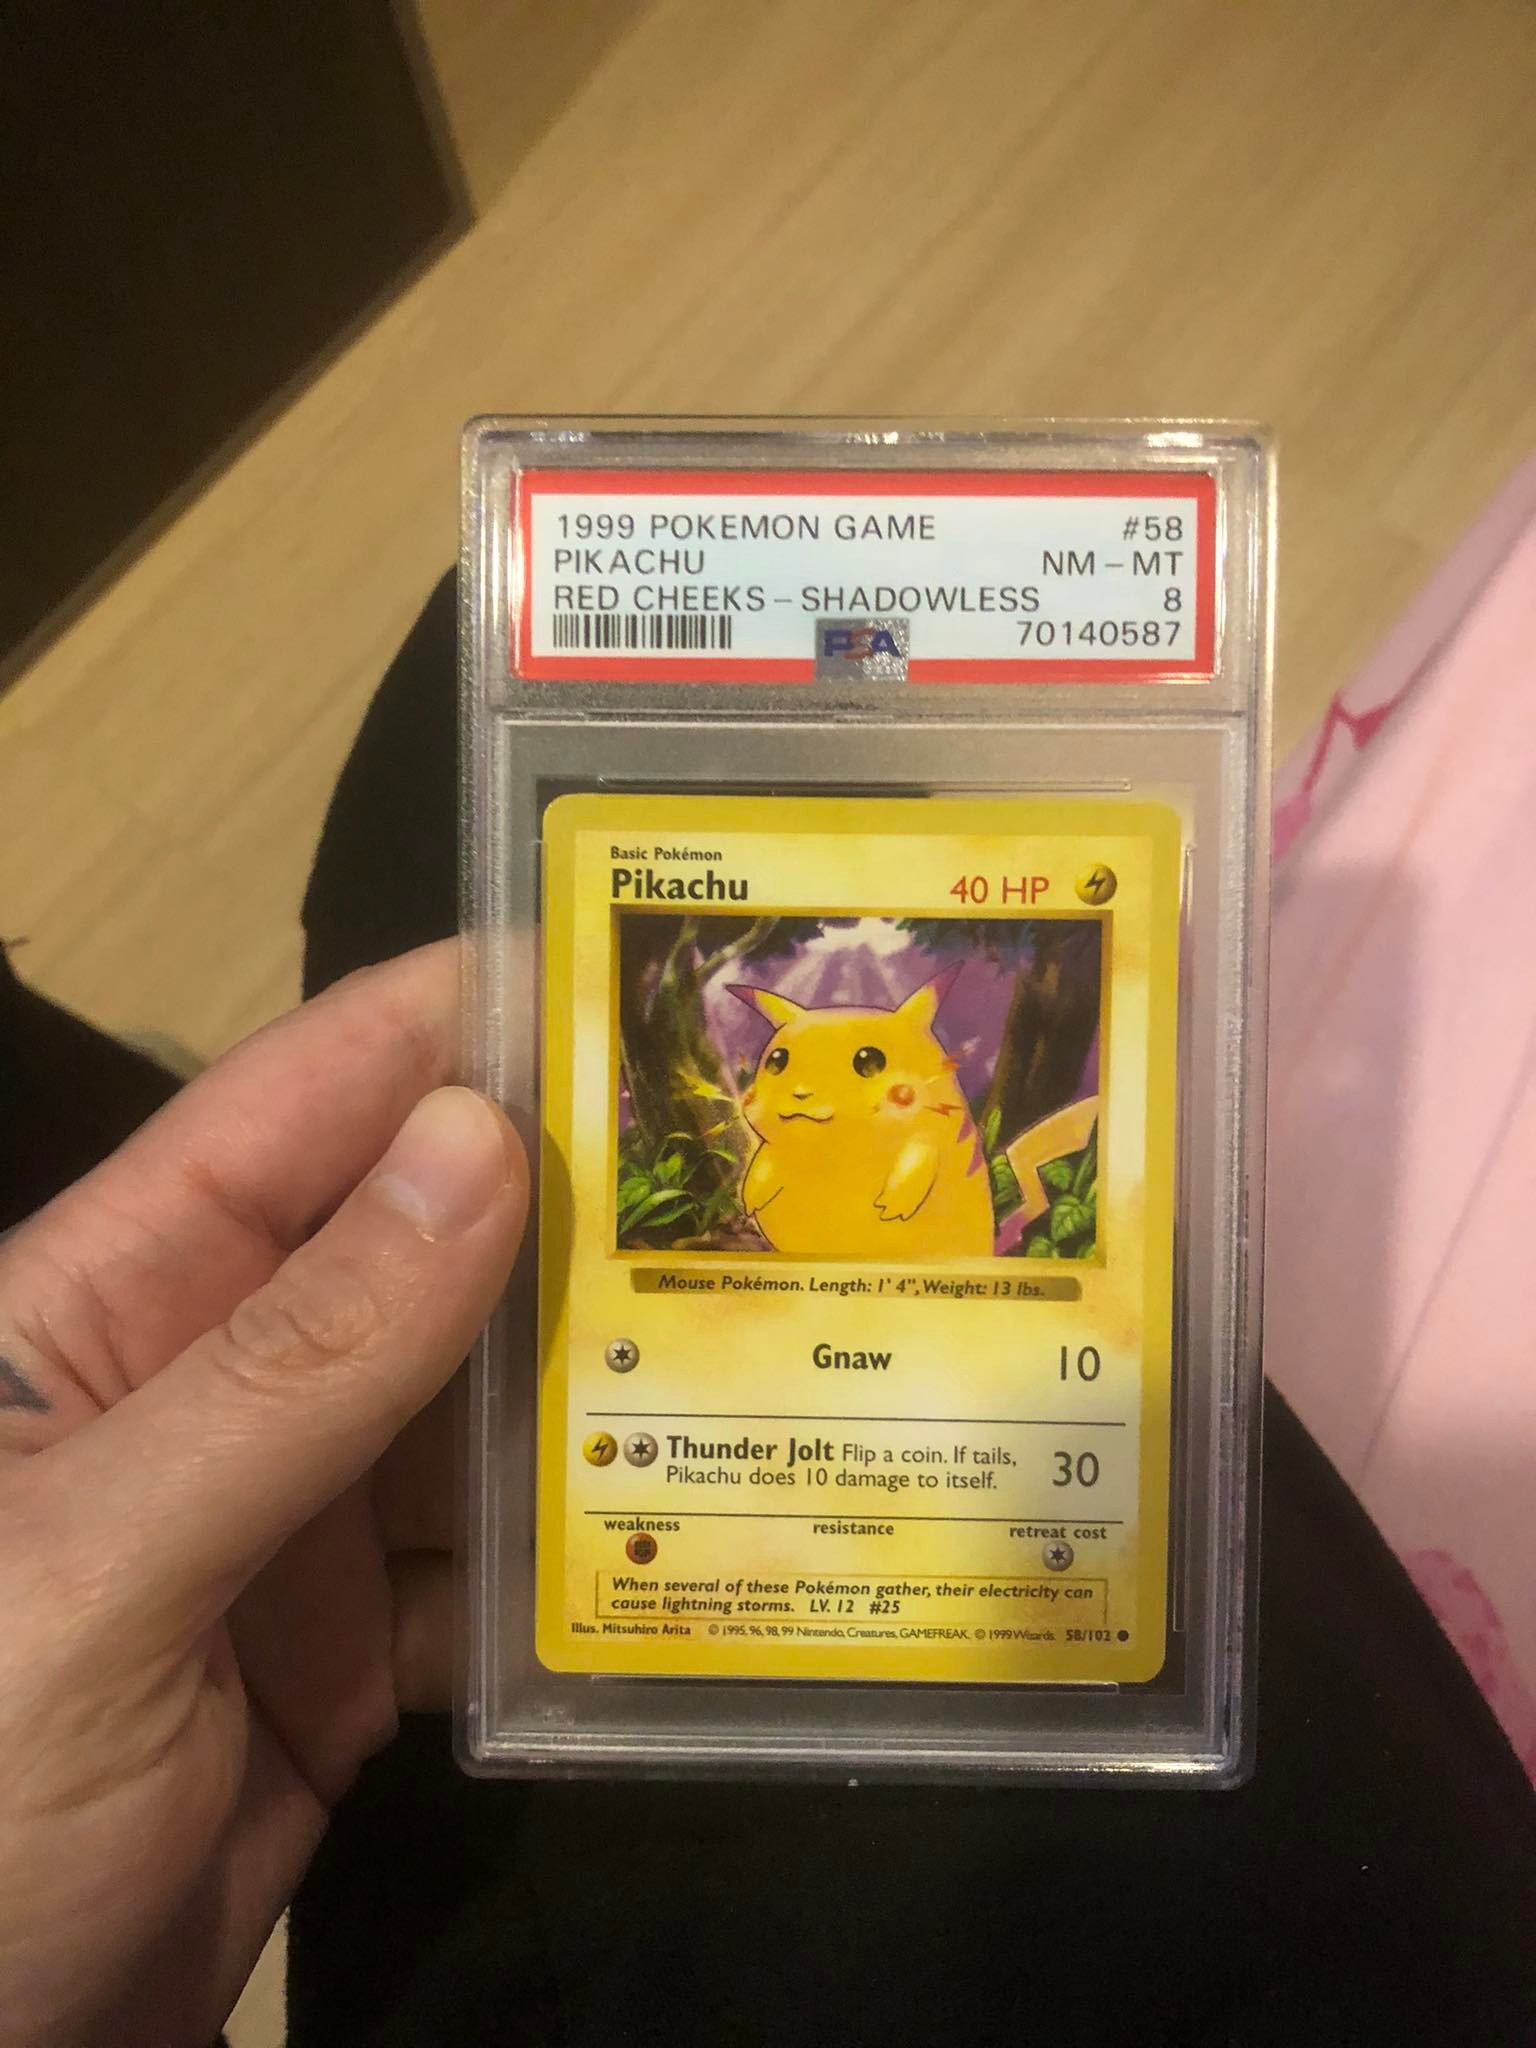 1999 POKEMON GAME #58
PIKACHU NM - MT
RED CHEEKS - SHADOWLESS 8
PSA 70140587
Basic Pokémon
Pikachu 40 HP
Mouse Pokémon. Length: 1' 4", Weight: 13 lbs.
Gnaw 10
Thunder Jolt Flip a coin. If tails,
Pikachu does 10 damage to itself. 30
weakness resistance retreat cost
When several of these Pokémon gather, their electricity can
cause lightning storms. LV. 12 #25
Illus. Mitsuhiro Arita © 1995, 96, 98, 99 Nintendo, Creatures, GAMEFREAK. © 1999 Wizards. 58/102